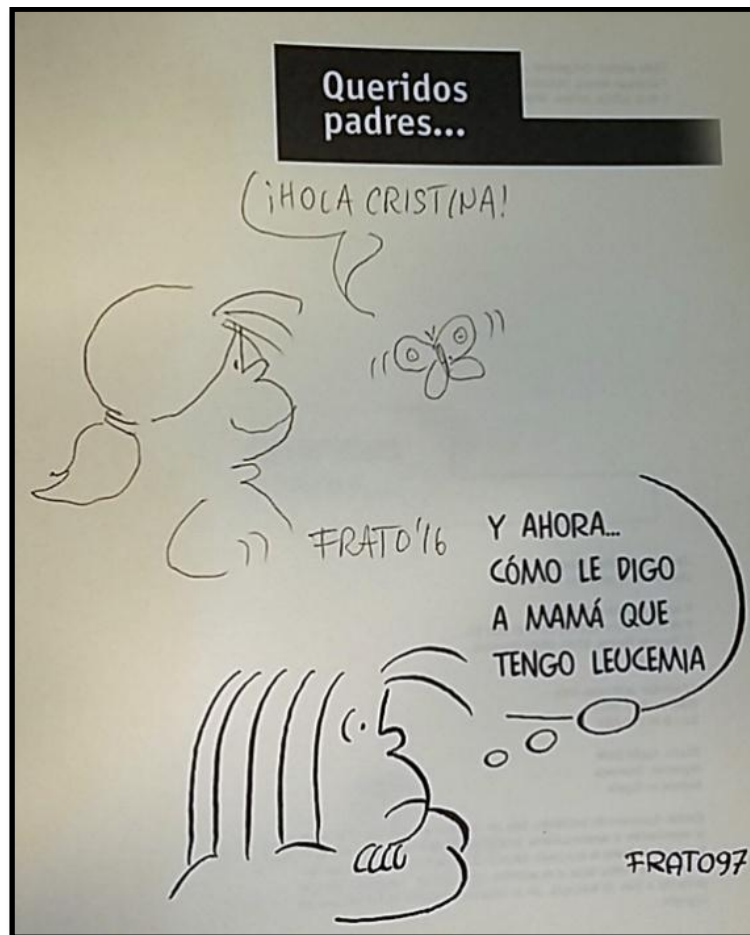 Queridos
padres...
¡HOLA CRISTINA!
FRATO'16
Y AHORA...
CÓMO LE DIGO
A MAMÁ QUE
TENGO LEUCEMIA
FRATO97